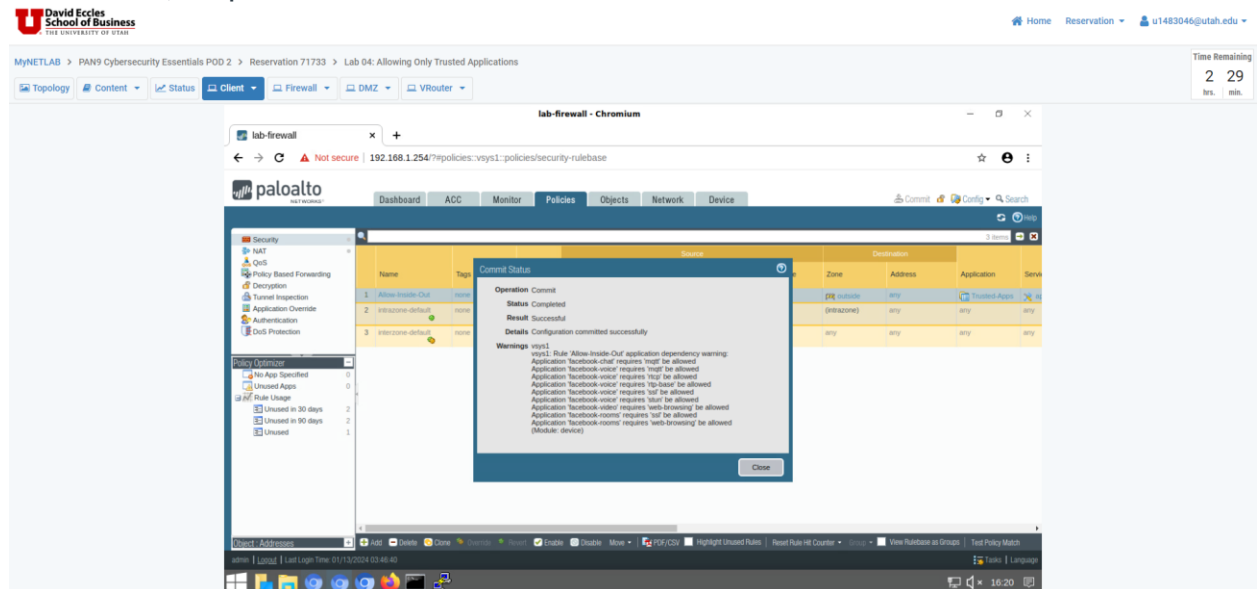 David Eccles
School of Business
THE UNIVERSITY OF UTAH
Home Reservation u1483046@utah.edu
MyNETLAB > PAN9 Cybersecurity Essentials POD 2 > Reservation 71733 > Lab 04: Allowing Only Trusted Applications
Time Remaining
2 29
hrs. min.
Topology Content Status Client Firewall DMZ VRouter
lab-firewall - Chromium
lab-firewall
Not secure 192.168.1.254/?#policies::vsys1::policies/security-rulebase
paloalto
NETWORKS
Dashboard ACC Monitor Policies Objects Network Device
Commit Config Search
Help
3 items
Security
NAT
QoS
Policy Based Forwarding
Decryption
Tunnel Inspection
Application Override
Authentication
DoS Protection
Source Destination
Name Tags Zone Address Application
1 Allow-Inside-Out none outside any Trusted-Apps
2 intrazone-default none (intrazone) any any any
3 interzone-default none any any any any
Commit Status
Operation Commit
Status Completed
Result Successful
Details Configuration committed successfully
Warnings vsys1
vsys1: Rule 'Allow-Inside-Out' application dependency warning:
Application 'facebook-chat' requires 'mqtt' be allowed
Application 'facebook-voice' requires 'mqtt' be allowed
Application 'facebook-voice' requires 'rtcp' be allowed
Application 'facebook-voice' requires 'rtp-base' be allowed
Application 'facebook-voice' requires 'ssl' be allowed
Application 'facebook-voice' requires 'stun' be allowed
Application 'facebook-video' requires 'web-browsing' be allowed
Application 'facebook-rooms' requires 'ssl' be allowed
Application 'facebook-rooms' requires 'web-browsing' be allowed
(Module: device)
Close
Policy Optimizer
No App Specified 0
Unused Apps 0
Rule Usage
Unused in 30 days 2
Unused in 90 days 2
Unused 1
Object : Addresses
Add Delete Clone Override Revert Enable Disable Move PDF/CSV Highlight Unused Rules Reset Rule Hit Counter Group View Rulebase as Groups Test Policy Match
admin | Logout | Last Login Time: 01/13/2024 03:46:40
Tasks | Language
16:20